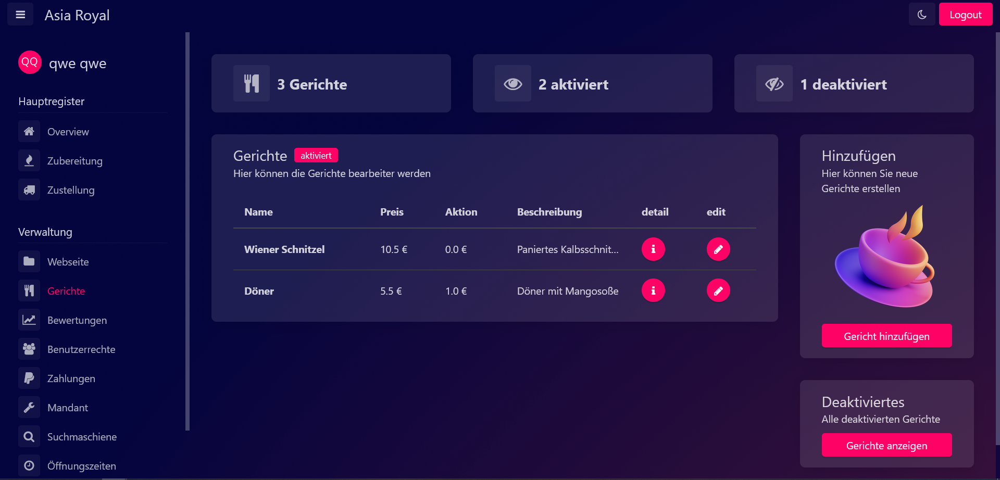 Asia Royal
Logout
QQ qwe qwe
Hauptregister
Overview
Zubereitung
Zustellung
Verwaltung
Webseite
Gerichte
Bewertungen
Benutzerrechte
Zahlungen
Mandant
Suchmaschiene
Öffnungszeiten
3 Gerichte
2 aktiviert
1 deaktiviert
Gerichte aktiviert
Hier können die Gerichte bearbeiter werden
Name Preis Aktion Beschreibung detail edit
Wiener Schnitzel 10.5 € 0.0 € Paniertes Kalbsschnit...
Döner 5.5 € 1.0 € Döner mit Mangosoße
Hinzufügen
Hier können Sie neue
Gerichte erstellen
Gericht hinzufügen
Deaktiviertes
Alle deaktivierten Gerichte
Gerichte anzeigen